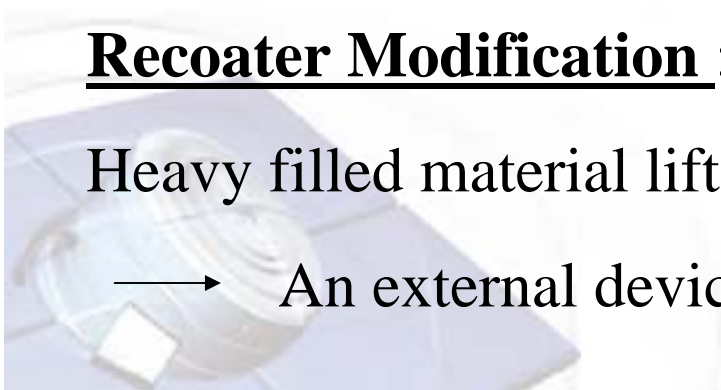 Recoater Modification :
Heavy filled material lift
An external devic